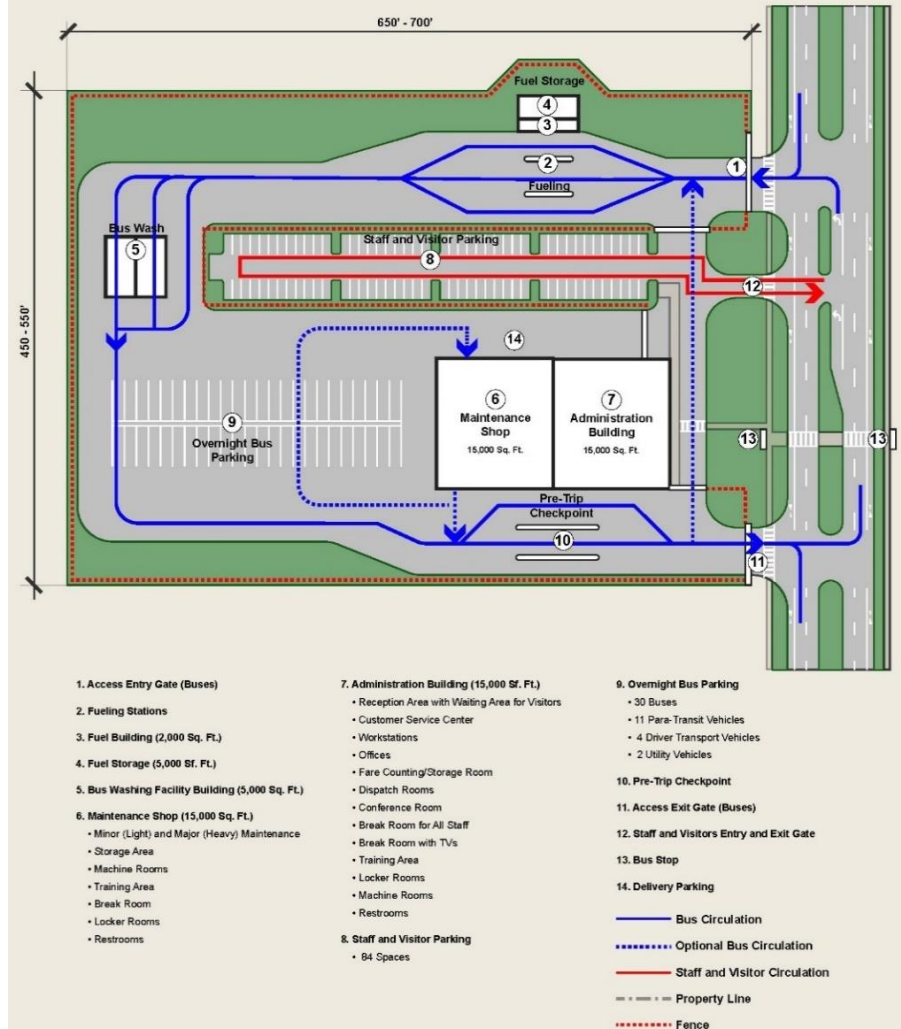 650' - 700'
450 - 550'
Fuel Storage
4
3
2
Fueling
1
Bus Wash
5
Staff and Visitor Parking
8
12
14
6
Maintenance
Shop
15,000 Sq. Ft.
7
Administration
Building
15,000 Sq. Ft.
9
Overnight Bus
Parking
13
13
Pre-Trip
Checkpoint
10
11
1. Access Entry Gate (Buses)
2. Fueling Stations
3. Fuel Building (2,000 Sq. Ft.)
4. Fuel Storage (5,000 Sf. Ft.)
5. Bus Washing Facility Building (5,000 Sq. Ft.)
6. Maintenance Shop (15,000 Sq. Ft.)
• Minor (Light) and Major (Heavy) Maintenance
• Storage Area
• Machine Rooms
• Training Area
• Break Room
• Locker Rooms
• Restrooms
7. Administration Building (15,000 Sf. Ft.)
• Reception Area with Waiting Area for Visitors
• Customer Service Center
• Workstations
• Offices
• Fare Counting/Storage Room
• Dispatch Rooms
• Conference Room
• Break Room for All Staff
• Break Room with TVs
• Training Area
• Locker Rooms
• Machine Rooms
• Restrooms
8. Staff and Visitor Parking
• 84 Spaces
9. Overnight Bus Parking
• 30 Buses
• 11 Para-Transit Vehicles
• 4 Driver Transport Vehicles
• 2 Utility Vehicles
10. Pre-Trip Checkpoint
11. Access Exit Gate (Buses)
12. Staff and Visitors Entry and Exit Gate
13. Bus Stop
14. Delivery Parking
Bus Circulation
Optional Bus Circulation
Staff and Visitor Circulation
Property Line
Fence